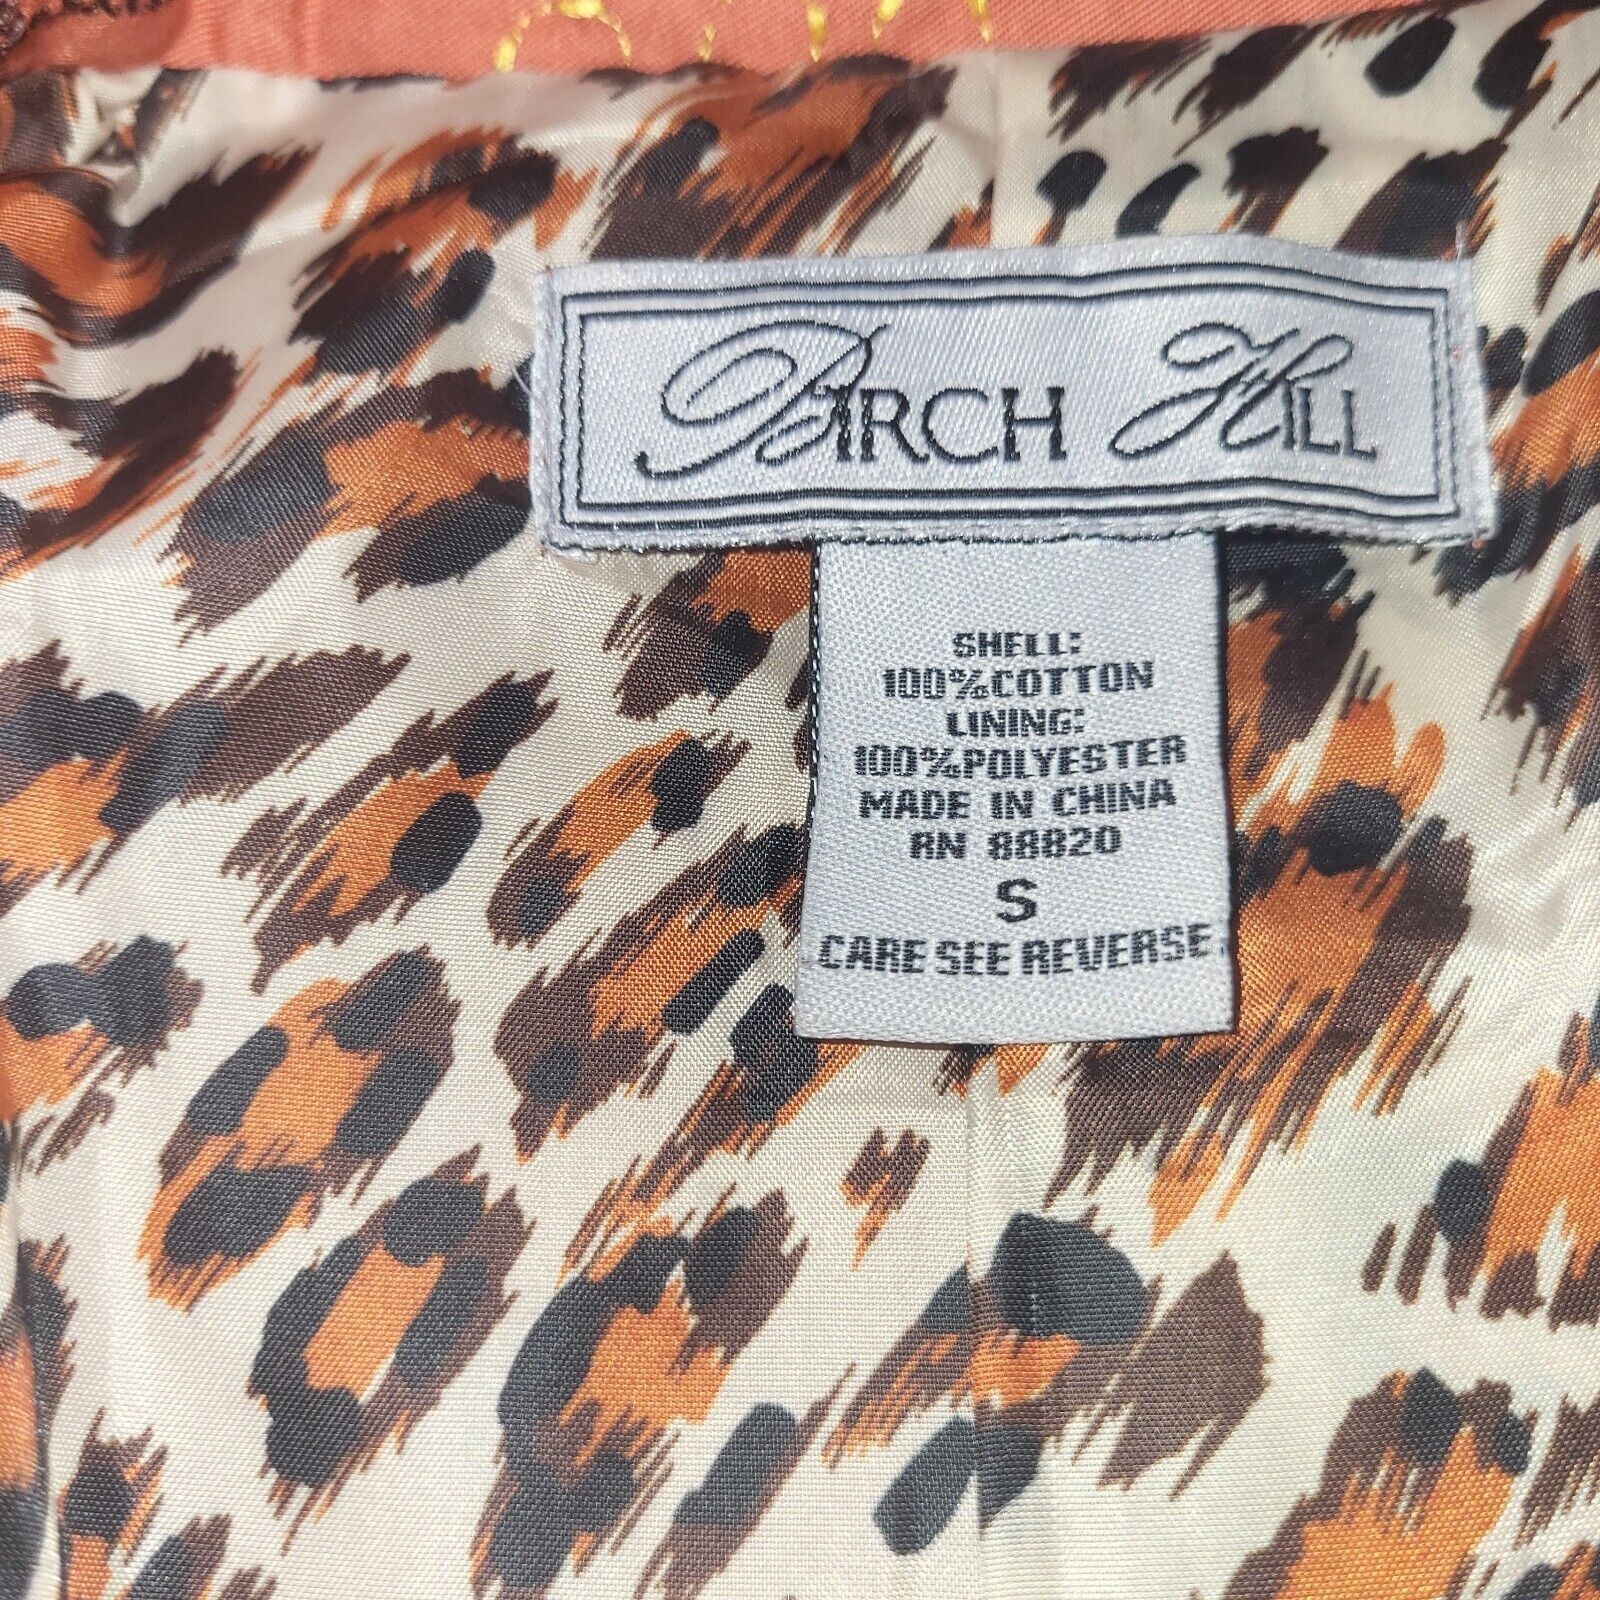 BIRCH HILL
SHELL:
100%COTTON
LINING:
100%POLYESTER
MADE IN CHINA
RN 88820
S
CARE SEE REVERSE